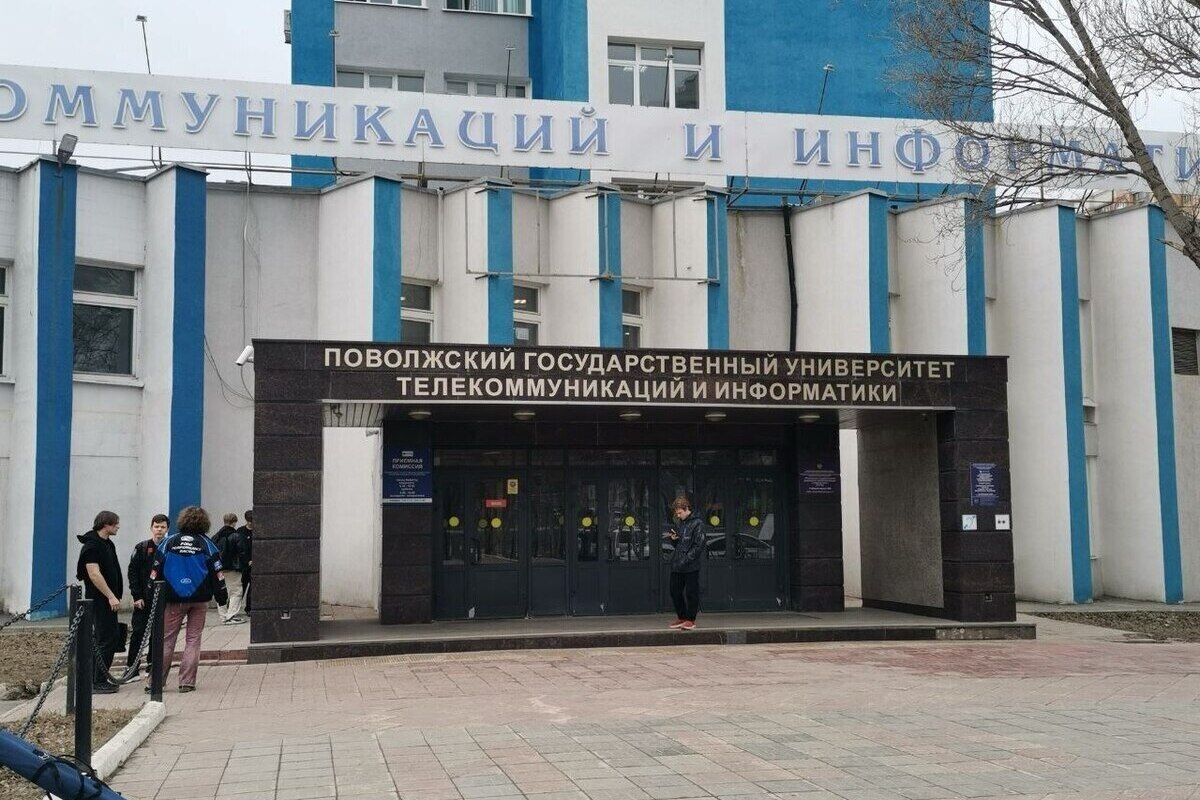 ОММУНИКАЦИЙ И ИНФОРМАТИ
ПОВОЛЖСКИЙ ГОСУДАРСТВЕННЫЙ УНИВЕРСИТЕТ
ТЕЛЕКОММУНИКАЦИЙ И ИНФОРМАТИКИ
ПРИЕМНАЯ
КОМИССИЯ